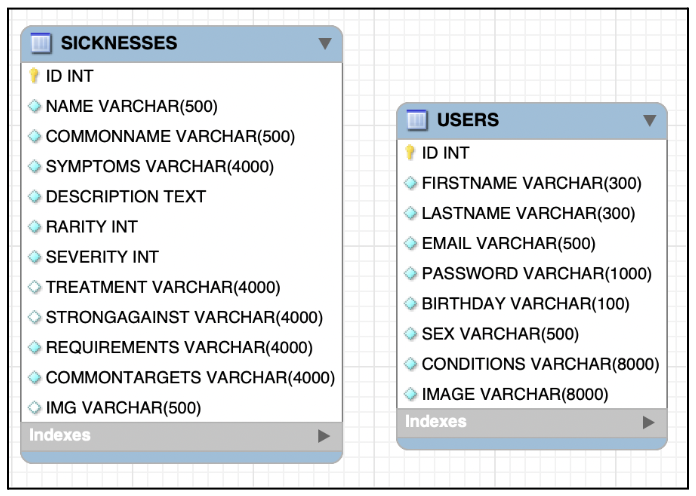 SICKNESSES
ID INT
NAME VARCHAR(500)
COMMONNAME VARCHAR(500)
SYMPTOMS VARCHAR(4000)
DESCRIPTION TEXT
RARITY INT
SEVERITY INT
TREATMENT VARCHAR(4000)
STRONGAGAINST VARCHAR(4000)
REQUIREMENTS VARCHAR(4000)
COMMONTARGETS VARCHAR(4000)
IMG VARCHAR(500)
Indexes
USERS
ID INT
FIRSTNAME VARCHAR(300)
LASTNAME VARCHAR(300)
EMAIL VARCHAR(500)
PASSWORD VARCHAR(1000)
BIRTHDAY VARCHAR(100)
SEX VARCHAR(500)
CONDITIONS VARCHAR(8000)
IMAGE VARCHAR(8000)
Indexes